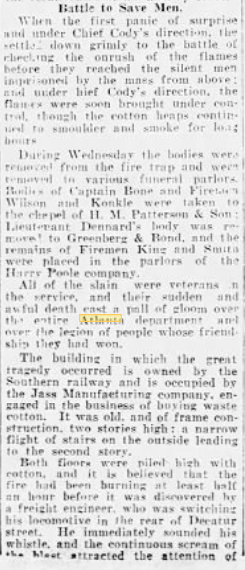 Battle to Save Men.
When the first panic of surprise
and under Chief Cody's direction, the
settled down grimly to the battle of
checking the onrush of the flames
before they reached the silent men
imprisoned by the mass from above;
and under hief Cody's direction, the
flames were soon brought under con-
trol, though the cotton heaps contin-
ued to smoulder and smoke for long
hours
During Wednesday the bodies were
removed from the fire trap and were
removed to various funeral parlors.
Bodies of Captain Bone and Firemen
Wilson and Konkle were taken to
the chapel of H. M. Patterson & Son;
Lieutenant Dennard's body was re-
moved to Greenberg & Bond, and the
remains of Firemen King and Smith
were placed in the parlors of the
Harry Poole company.
All of the slain were veterans in
the service, and their sudden and
awful death cast a pall of gloom over
the entire Atlanta department and
over the legion of people whose friend-
ship they had won.
The building in which the great
tragedy occurred is owned by the
Southern railway and is occupied by
the Jass Manufacturing company, en-
gaged in the business of buying waste
cotton. It was old, and of frame con-
struction, two stories high; a narrow
flight of stairs on the outside leading
to the second story.
Both floors were piled high with
cotton, and it is believed that the
fire had been burning at least half
an hour before it was discovered by
a freight engineer, who was switching
his locomotive in the rear of Decatur
street. He immediately sounded his
whistle, and the continuous scream of
the blast attracted the attention of